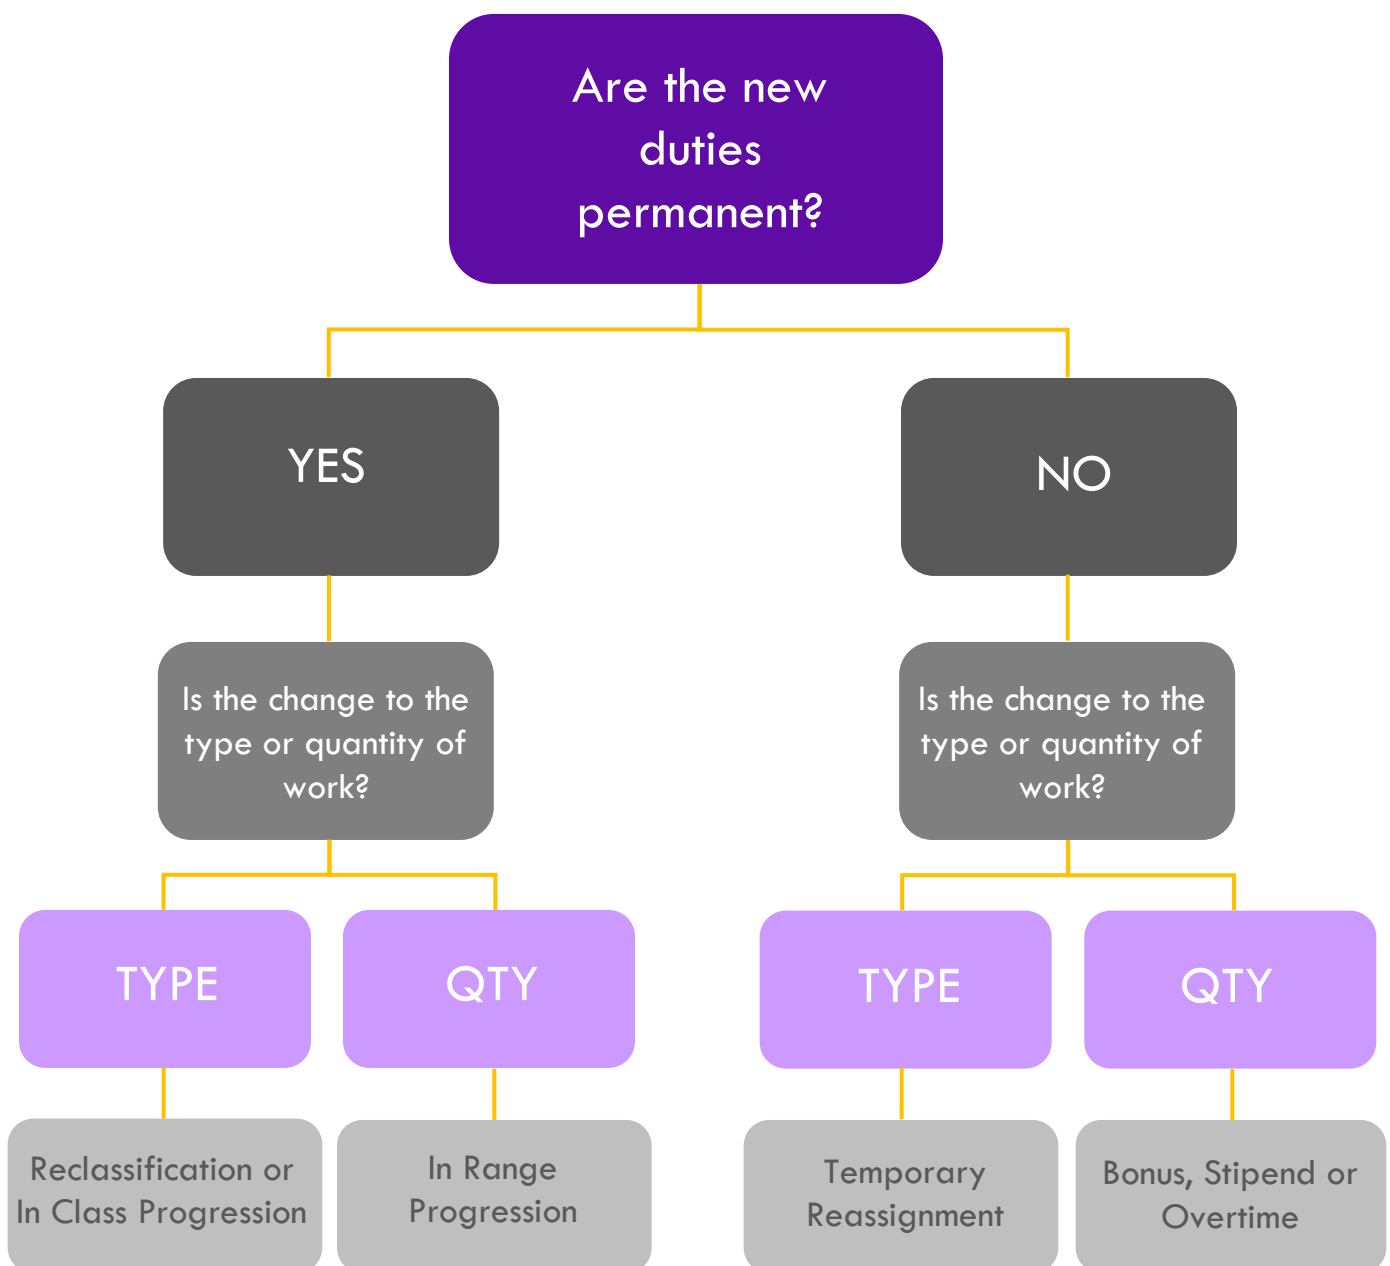 Are the new
duties
permanent?
YES
NO
Is the change to the
type or quantity of
work?
Is the change to the
type or quantity of
work?
TYPE
QTY
TYPE
QTY
Reclassification or
In Class Progression
In Range
Progression
Temporary
Reassignment
Bonus, Stipend or
Overtime